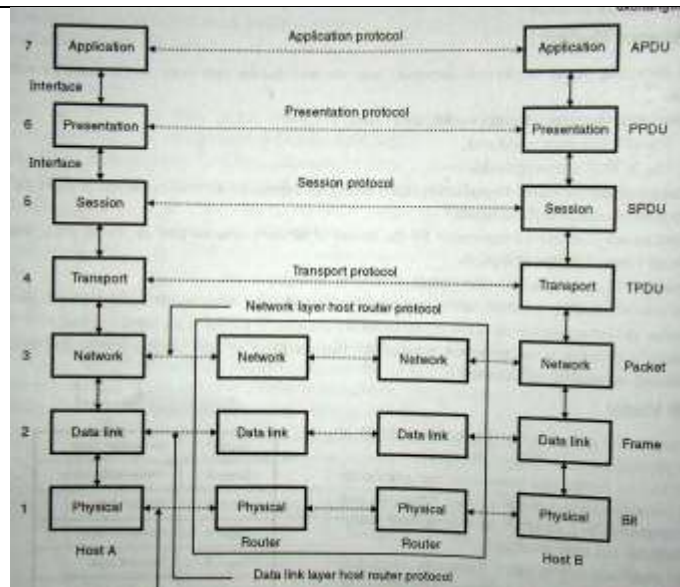 7 Application Application protocol Application APDU
Interface
6 Presentation Presentation protocol Presentation PPDU
Interface
5 Session Session protocol Session SPDU
4 Transport Transport protocol Transport TPDU
Network layer host router protocol
3 Network Network Network Network Packet
2 Data link Data link Data link Data link Frame
1 Physical Physical Physical Physical Bit
Host A Router Router Host B
Data link layer host router protocol